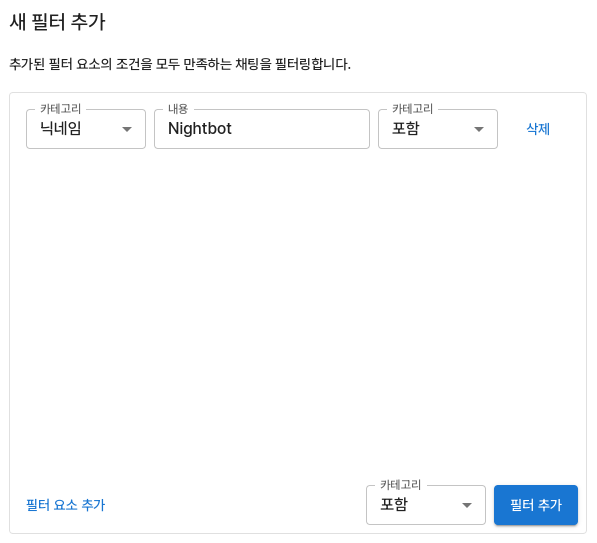 새 필터 추가
추가된 필터 요소의 조건을 모두 만족하는 채팅을 필터링합니다.
카테고리 내용 카테고리
닉네임 Nightbot 포함 삭제
카테고리
필터 요소 추가 포함 필터 추가